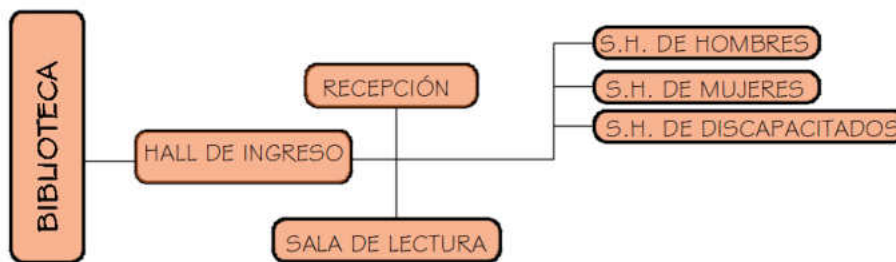 BIBLIOTECA
HALL DE INGRESO
RECEPCIÓN
SALA DE LECTURA
S.H. DE HOMBRES
S.H. DE MUJERES
S.H. DE DISCAPACITADOS